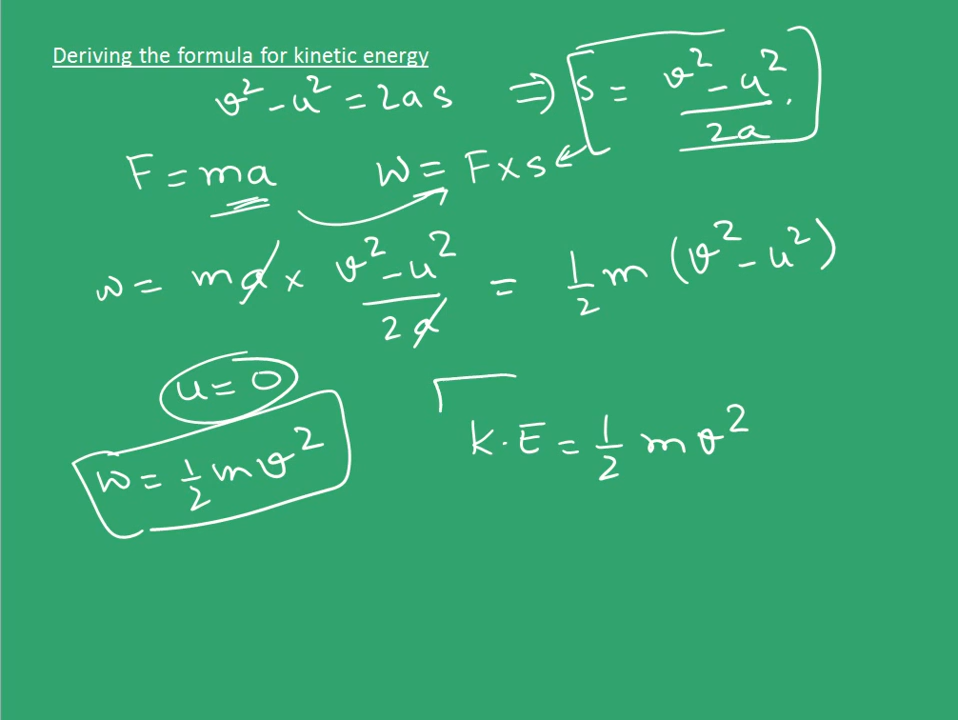 Deriving the formula for kinetic energy
v² - u² = 2as ⇒ s = (v² - u²)/2a.
F = ma W = F×s
W = ma × (v² - u²)/2a = ½ m (v² - u²)
u = 0
W = ½ mv²
K.E = ½ mv²